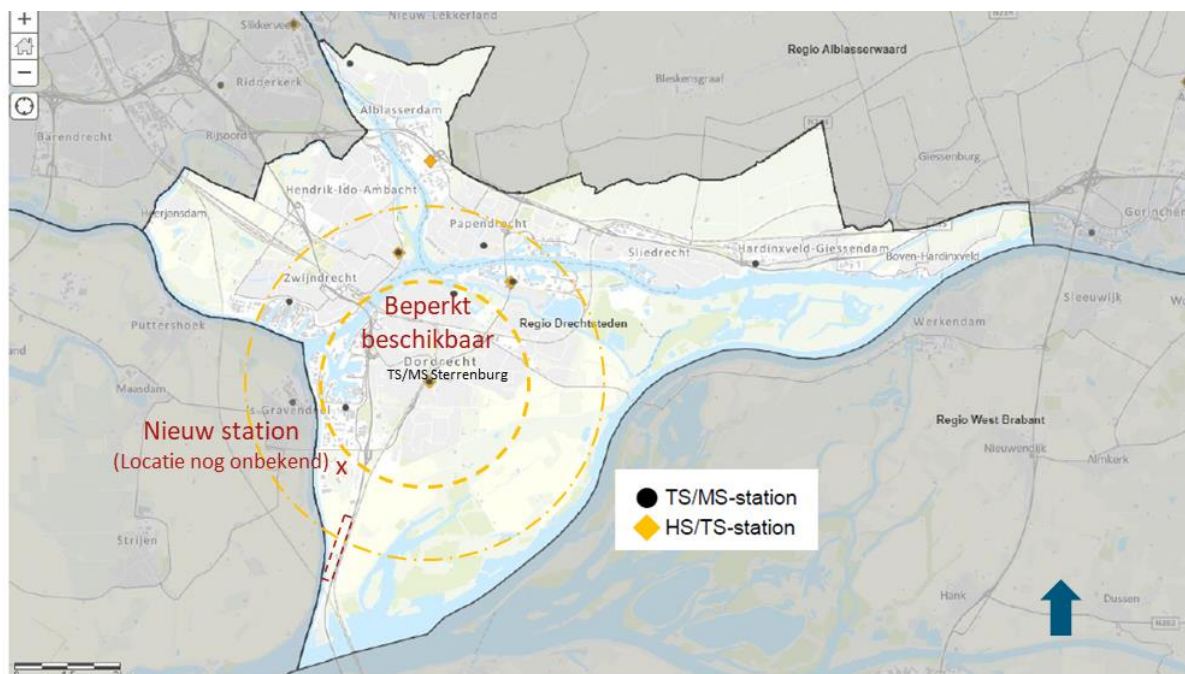 Nieuw-Lekkerland
Slikkerveer
Regio Alblasserwaard
Ridderkerk
Bleskensgraaf
Alblasserdam
Barendrecht
Rijsoord
Giessenburg
Hendrik-Ido-Ambacht
Heerjansdam
Papendrecht
Gorinchem
Sliedrecht
Hardinxveld-Giessendam
Boven-Hardinxveld
Zwijndrecht
Sleeuwijk
Beperkt
beschikbaar
Puttershoek
Regio Drechtsteden
Werkendam
Dordrecht
TS/MS Sterrenburg
Maasdam
's Gravendeel
Nieuw station
(Locatie nog onbekend) x
Regio West Brabant
Nieuwendijk
Almkerk
TS/MS-station
HS/TS-station
Strijen
Hank
Dussen